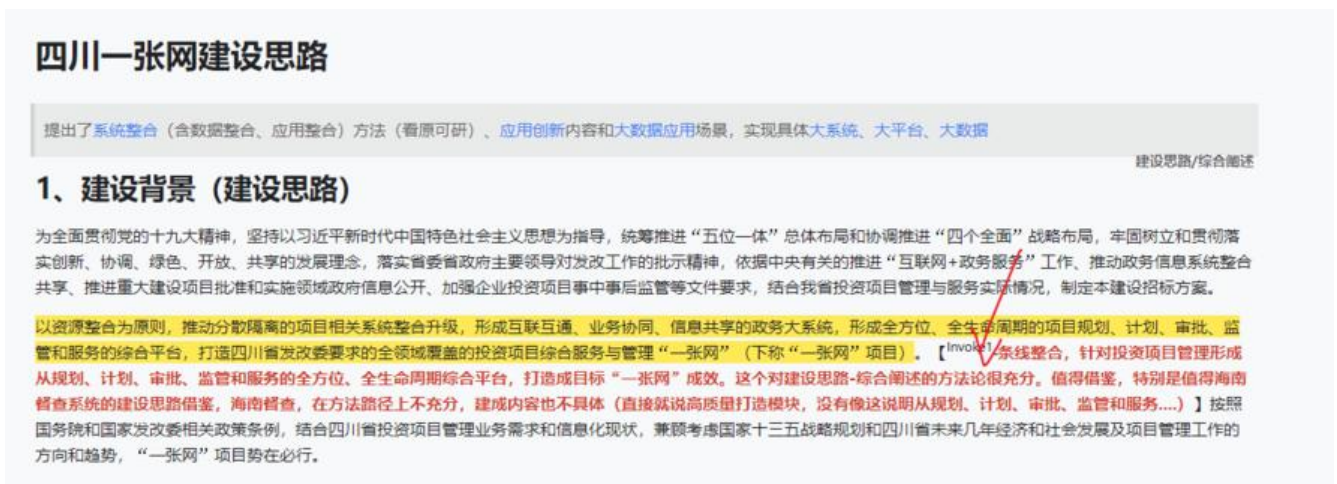 四川一张网建设思路
提出了系统整合（含数据整合、应用整合）方法（看原可研）、应用创新内容和大数据应用场景，实现具体大系统、大平台、大数据
建设思路/综合阐述
1、建设背景（建设思路）
为全面贯彻党的十九大精神，坚持以习近平新时代中国特色社会主义思想为指导，统筹推进“五位一体”总体布局和协调推进“四个全面”战略布局，牢固树立和贯彻落
实创新、协调、绿色、开放、共享的发展理念，落实省委省政府主要领导对发改工作的批示精神，依据中央有关的推进“互联网+政务服务”工作、推动政务信息系统整合
共享、推进重大建设项目批准和实施领域政府信息公开、加强企业投资项目事中事后监管等文件要求，结合我省投资项目管理与服务实际情况，制定本建设招标方案。
以资源整合为原则，推动分散隔离的项目相关系统整合升级，形成互联互通、业务协同、信息共享的政务大系统，形成全方位、全生命周期的项目规划、计划、审批、监
管和服务的综合平台，打造四川省发改委要求的全领域覆盖的投资项目综合服务与管理“一张网”（下称“一张网”项目）。【Invoke1-条线整合，针对投资项目管理形成
从规划、计划、审批、监管和服务的全方位、全生命周期综合平台，打造成目标“一张网”成效。这个对建设思路-综合阐述的方法论很充分。值得借鉴，特别是值得海南
督查系统的建设思路借鉴，海南督查，在方法路径上不充分，建成内容也不具体（直接就说高质量打造模块，没有像这说明从规划、计划、审批、监管和服务....）】按照
国务院和国家发改委相关政策条例，结合四川省投资项目管理业务需求和信息化现状，兼顾考虑国家十三五战略规划和四川省未来几年经济和社会发展及项目管理工作的
方向和趋势，“一张网”项目势在必行。